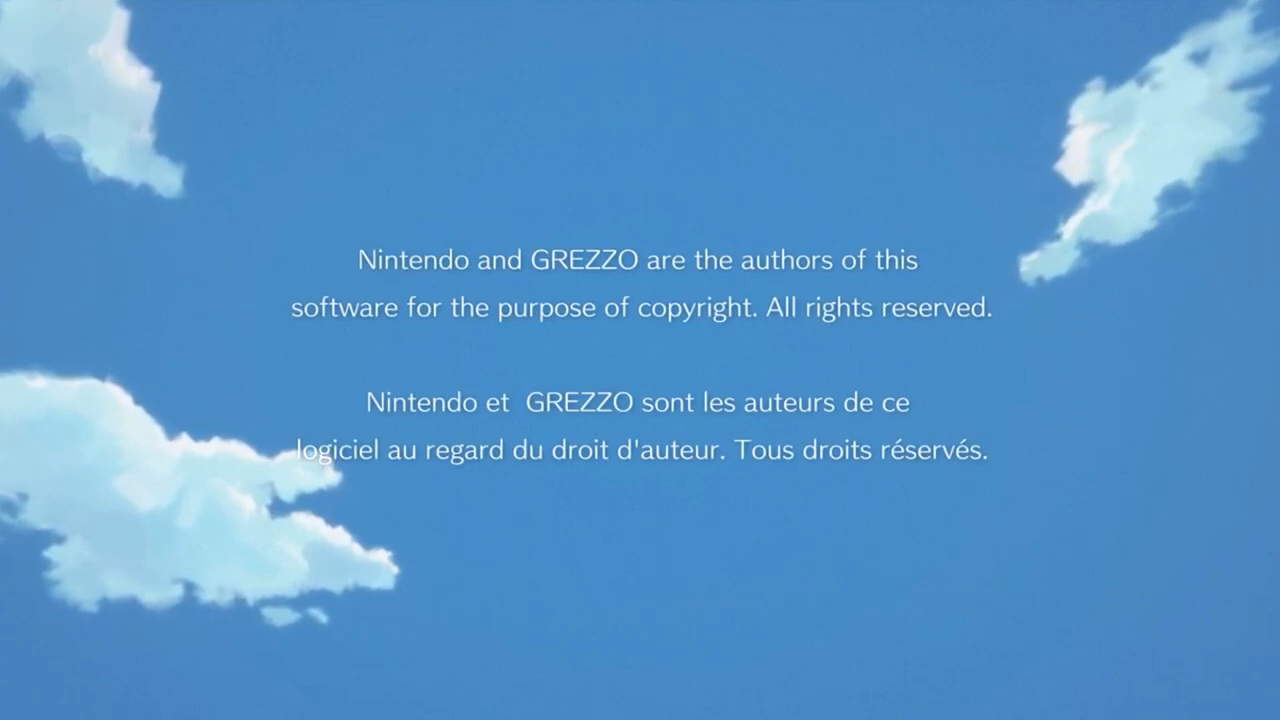 Nintendo and GREZZO are the authors of this
software for the purpose of copyright. All rights reserved.
Nintendo et  GREZZO sont les auteurs de ce
logiciel au regard du droit d'auteur. Tous droits réservés.